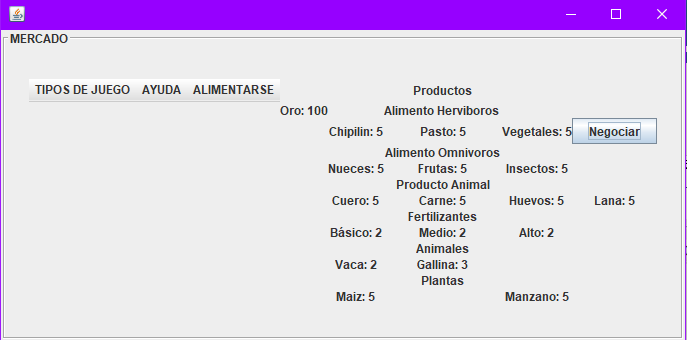 MERCADO
TIPOS DE JUEGO AYUDA ALIMENTARSE
Productos
Oro: 100 Alimento Herviboros
Chipilin: 5 Pasto: 5 Vegetales: 5 Negociar
Alimento Omnivoros
Nueces: 5 Frutas: 5 Insectos: 5
Producto Animal
Cuero: 5 Carne: 5 Huevos: 5 Lana: 5
Fertilizantes
Básico: 2 Medio: 2 Alto: 2
Animales
Vaca: 2 Gallina: 3
Plantas
Maiz: 5 Manzano: 5